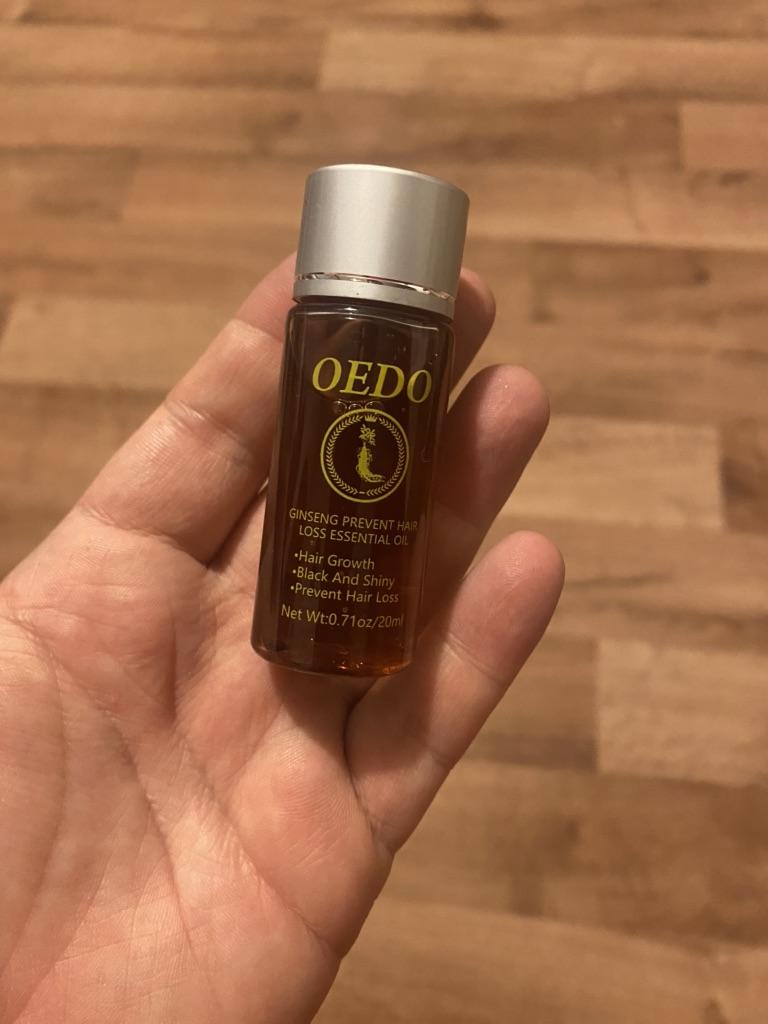 OEDO
GINSENG PREVENT HAIR
LOSS ESSENTIAL OIL
•Hair Growth
•Black And Shiny
•Prevent Hair Loss
Net Wt:0.71oz/20ml